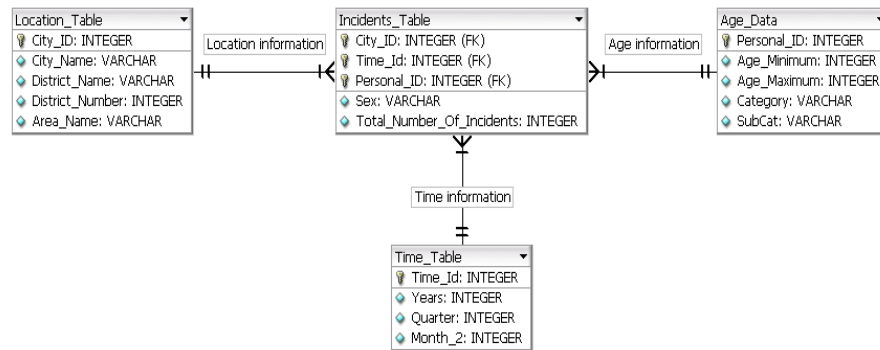 Location_Table
City_ID: INTEGER
City_Name: VARCHAR
District_Name: VARCHAR
District_Number: INTEGER
Area_Name: VARCHAR
Location information
Incidents_Table
City_ID: INTEGER (FK)
Time_Id: INTEGER (FK)
Personal_ID: INTEGER (FK)
Sex: VARCHAR
Total_Number_Of_Incidents: INTEGER
Age information
Age_Data
Personal_ID: INTEGER
Age_Minimum: INTEGER
Age_Maximum: INTEGER
Category: VARCHAR
SubCat: VARCHAR
Time information
Time_Table
Time_Id: INTEGER
Years: INTEGER
Quarter: INTEGER
Month_2: INTEGER